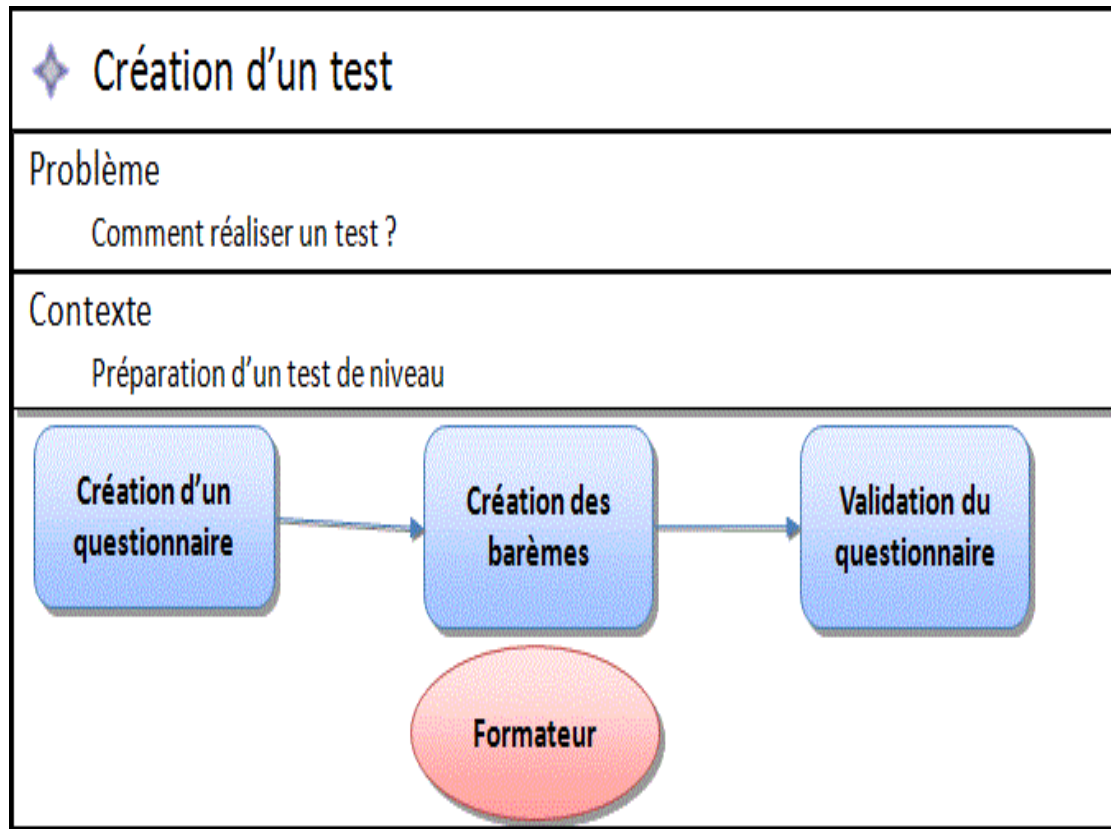 Création d'un test
Problème
Comment réaliser un test ?
Contexte
Préparation d'un test de niveau
Création d'un
questionnaire
Création des
barèmes
Validation du
questionnaire
Formateur